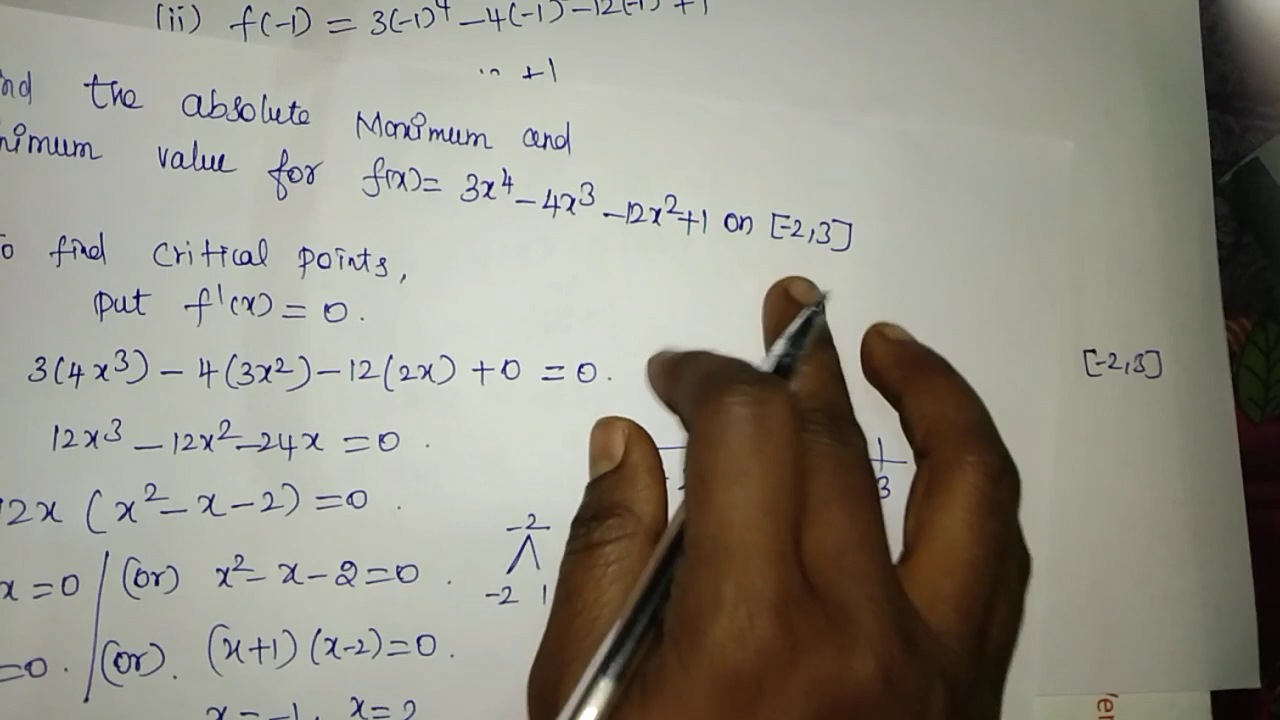 (ii) f(-1) = 3(-1)⁴ - 4(-1) - 12(-1) + 1
+1
the absolute Maximum and
value for f(x) = 3x⁴ - 4x³ - 12x² + 1 on [-2,3]
find critical points,
put f'(x) = 0.
3(4x³) - 4(3x²) - 12(2x) + 0 = 0.
[-2,3]
12x³ - 12x² - 24x = 0.
2x (x² - x - 2) = 0.
3
-2
-2 1
x = 0 / (or) x² - x - 2 = 0.
=0. / (or). (x+1) (x-2) = 0.
x = -1, x = 2